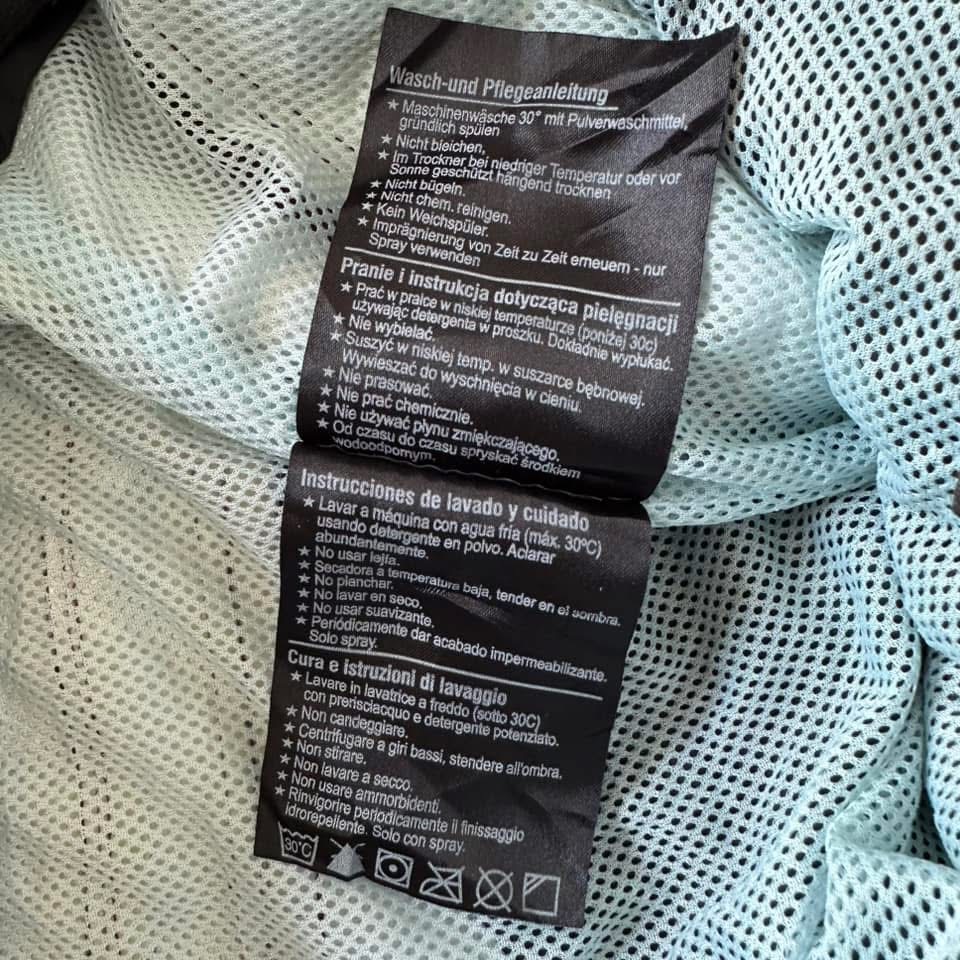 Wasch-und Pflegeanleitung
★ Maschinenwäsche 30° mit Pulverwaschmittel,
gründlich spülen
★ Nicht bleichen,
★ Im Trockner bei niedriger Temperatur oder vor
Sonne geschützt hängend trocknen
★ Nicht bügeln.
★ Nicht chem. reinigen.
★ Kein Weichspüler.
★ Imprägnierung von Zeit zu Zeit erneuern - nur
Spray verwenden
Pranie i instrukcja dotycząca pielęgnacji
★ Prać w pralce w niskiej temperaturze (poniżej 30c)
używając detergenta w proszku. Dokładnie wypłukać.
★ Nie wybielać.
★ Suszyć w niskiej temp. w suszarce bębnowej.
Wywieszać do wyschnięcia w cieniu.
★ Nie prasować.
★ Nie prać chemicznie.
★ Nie używać płynu zmiękczającego.
★ Od czasu do czasu spryskać środkiem
wodoodpornym.
Instrucciones de lavado y cuidado
★ Lavar a máquina con agua fria (máx. 30ºC)
usando detergente en polvo. Aclarar
abundantemente.
★ No usar lejía.
★ Secadora a temperatura baja, tender en el sombra.
★ No planchar.
★ No lavar en seco.
★ No usar suavizante.
★ Periódicamente dar acabado impermeabilizante.
Solo spray.
Cura e istruzioni di lavaggio
★ Lavare in lavatrice a freddo (sotto 30C)
con prerisciacquo e detergente potenziato.
★ Non candeggiare.
★ Centrifugare a giri bassi, stendere all'ombra.
★ Non stirare.
★ Non lavare a secco.
★ Non usare ammorbidenti.
★ Rinvigorire periodicamente il finissaggio
idrorepellente. Solo con spray.
30°C